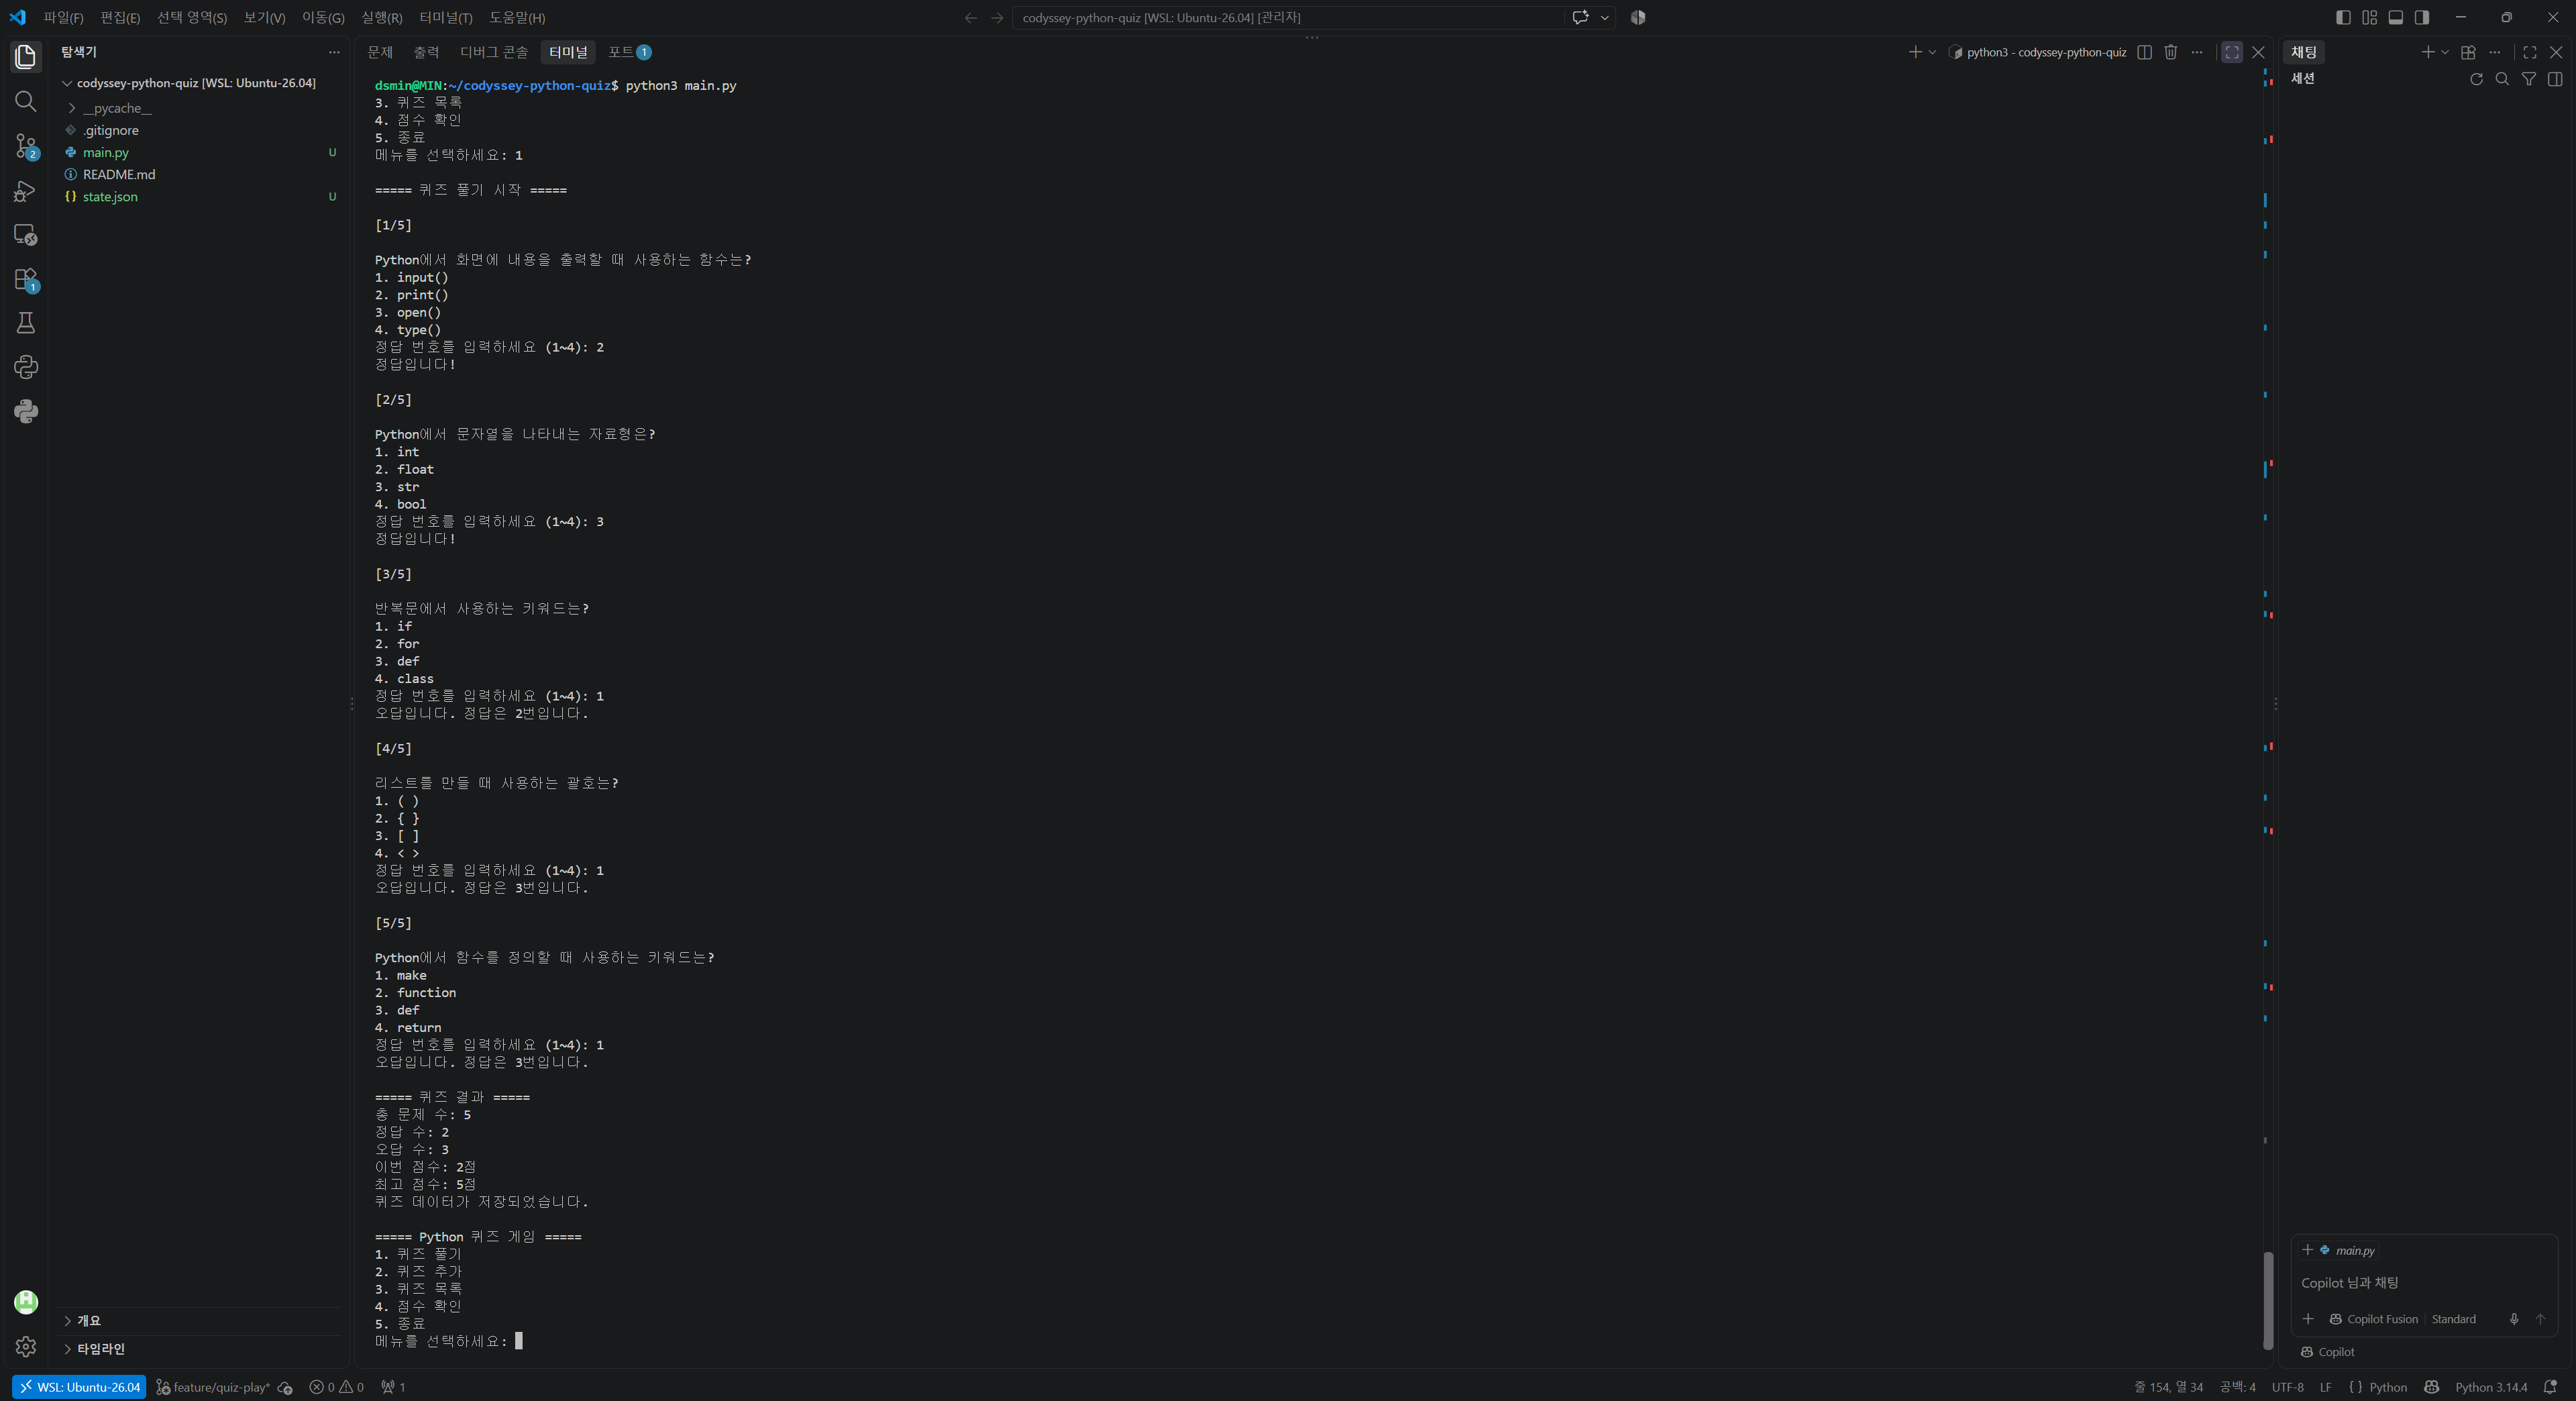 파일(F) 편집(E) 선택 영역(S) 보기(V) 이동(G) 실행(R) 터미널(T) 도움말(H)
codyssey-python-quiz [WSL: Ubuntu-26.04] [관리자]
탐색기
codyssey-python-quiz [WSL: Ubuntu-26.04]
__pycache__
.gitignore
main.py U
README.md
state.json U
2
1
개요
타임라인
문제 출력 디버그 콘솔 터미널 포트 1
python3 - codyssey-python-quiz
dsmin@MIN:~/codyssey-python-quiz$ python3 main.py
3. 퀴즈 목록
4. 점수 확인
5. 종료
메뉴를 선택하세요: 1
===== 퀴즈 풀기 시작 =====
[1/5]
Python에서 화면에 내용을 출력할 때 사용하는 함수는?
1. input()
2. print()
3. open()
4. type()
정답 번호를 입력하세요 (1~4): 2
정답입니다!
[2/5]
Python에서 문자열을 나타내는 자료형은?
1. int
2. float
3. str
4. bool
정답 번호를 입력하세요 (1~4): 3
정답입니다!
[3/5]
반복문에서 사용하는 키워드는?
1. if
2. for
3. def
4. class
정답 번호를 입력하세요 (1~4): 1
오답입니다. 정답은 2번입니다.
[4/5]
리스트를 만들 때 사용하는 괄호는?
1. ( )
2. { }
3. [ ]
4. < >
정답 번호를 입력하세요 (1~4): 1
오답입니다. 정답은 3번입니다.
[5/5]
Python에서 함수를 정의할 때 사용하는 키워드는?
1. make
2. function
3. def
4. return
정답 번호를 입력하세요 (1~4): 1
오답입니다. 정답은 3번입니다.
===== 퀴즈 결과 =====
총 문제 수: 5
정답 수: 2
오답 수: 3
이번 점수: 2점
최고 점수: 5점
퀴즈 데이터가 저장되었습니다.
===== Python 퀴즈 게임 =====
1. 퀴즈 풀기
2. 퀴즈 추가
3. 퀴즈 목록
4. 점수 확인
5. 종료
메뉴를 선택하세요:
채팅
세션
main.py
Copilot 님과 채팅
Copilot Fusion Standard
Copilot
WSL: Ubuntu-26.04 feature/quiz-play* 0 0 1
줄 154, 열 34 공백: 4 UTF-8 LF { } Python Python 3.14.4